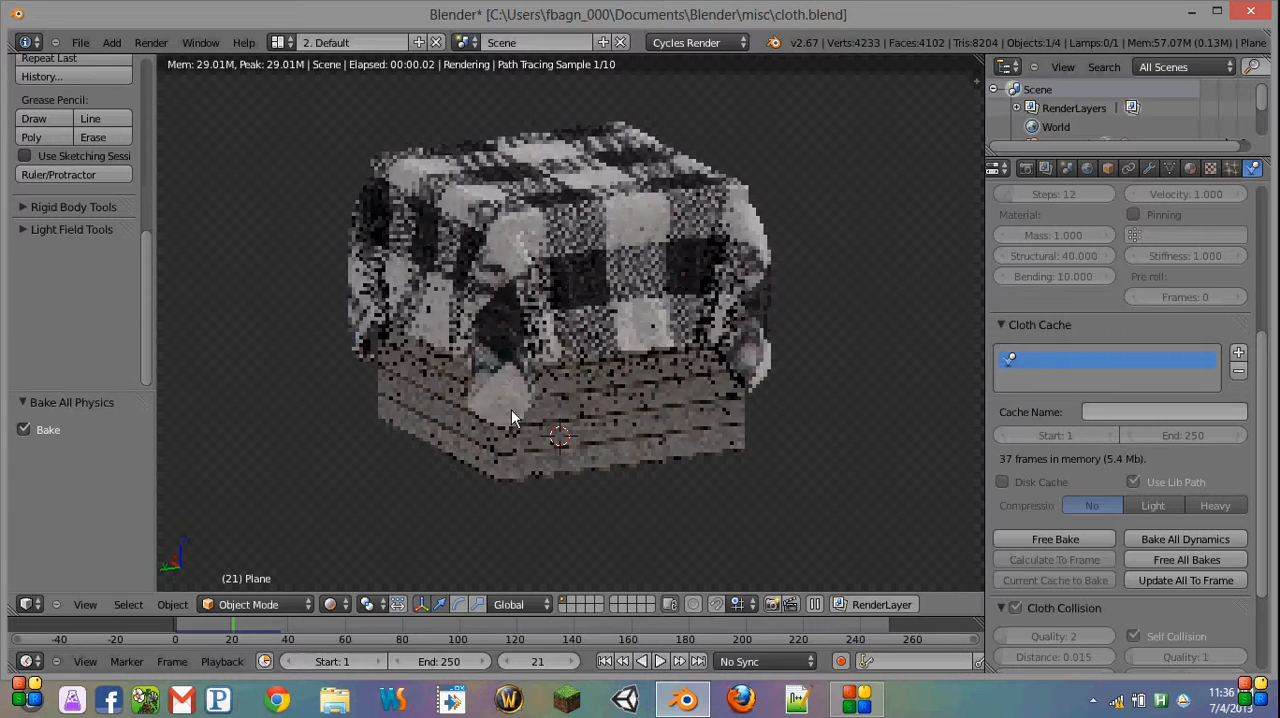 Blender* [C:\Users\fbagn_000\Documents\Blender\misc\cloth.blend]
File Add Render Window Help 2. Default Scene Cycles Render v2.67 | Verts:4233 | Faces:4102 | Tris:8204 | Objects:1/4 | Lamps:0/1 | Mem:57.07M (0.13M) | Plane
Mem: 29.01M, Peak: 29.01M | Scene | Elapsed: 00:00.02 | Rendering | Path Tracing Sample 1/10
View Search All Scenes
Repeat Last
History...
Grease Pencil:
Draw Line
Poly Erase
Use Sketching Sessi
Ruler/Protractor
Rigid Body Tools
Light Field Tools
Bake All Physics
Bake
Scene
RenderLayers
World
Steps: 12 Velocity: 1.000
Material: Pinning
Mass: 1.000
Structural: 40.000 Stiffness: 1.000
Bending: 10.000 Pre roll:
Frames: 0
Cloth Cache
Cache Name:
Start: 1 End: 250
37 frames in memory (5.4 Mb).
Disk Cache Use Lib Path
Compressio No Light Heavy
Free Bake Bake All Dynamics
Calculate To Frame Free All Bakes
Current Cache to Bake Update All To Frame
Cloth Collision
Quality: 2 Self Collision
Distance: 0.015 Quality: 1
(21) Plane
View Select Object Object Mode Global RenderLayer
-40 -20 0 20 40 60 80 100 120 140 160 180 200 220 240 260
View Marker Frame Playback Start: 1 End: 250 21 No Sync
11:36
7/4/2013